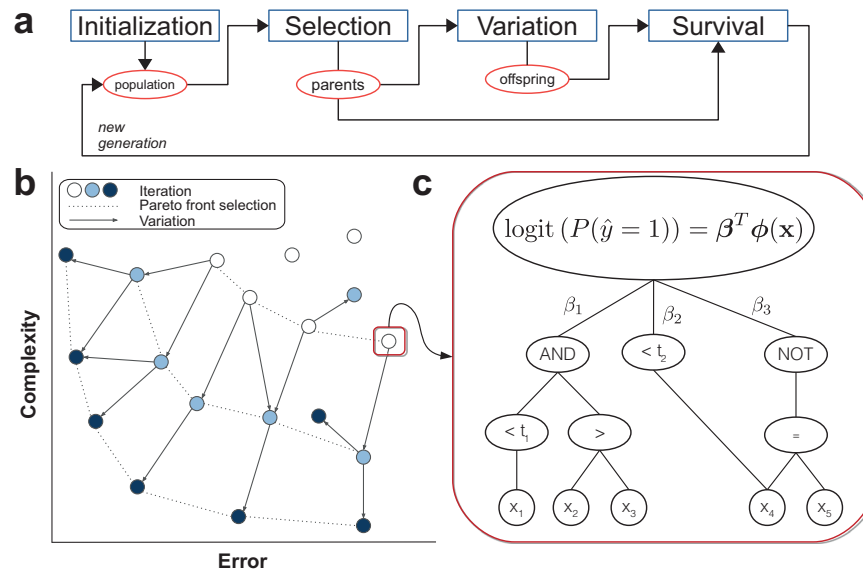 a
Initialization
Selection
Variation
Survival
population
parents
offspring
new
generation
b
Iteration
Pareto front selection
Variation
Complexity
Error
c
logit (P(ŷ = 1)) = β^T ϕ(x)
β₁
β₂
β₃
AND
< t₂
NOT
< t₁
>
=
x₁
x₂
x₃
x₄
x₅